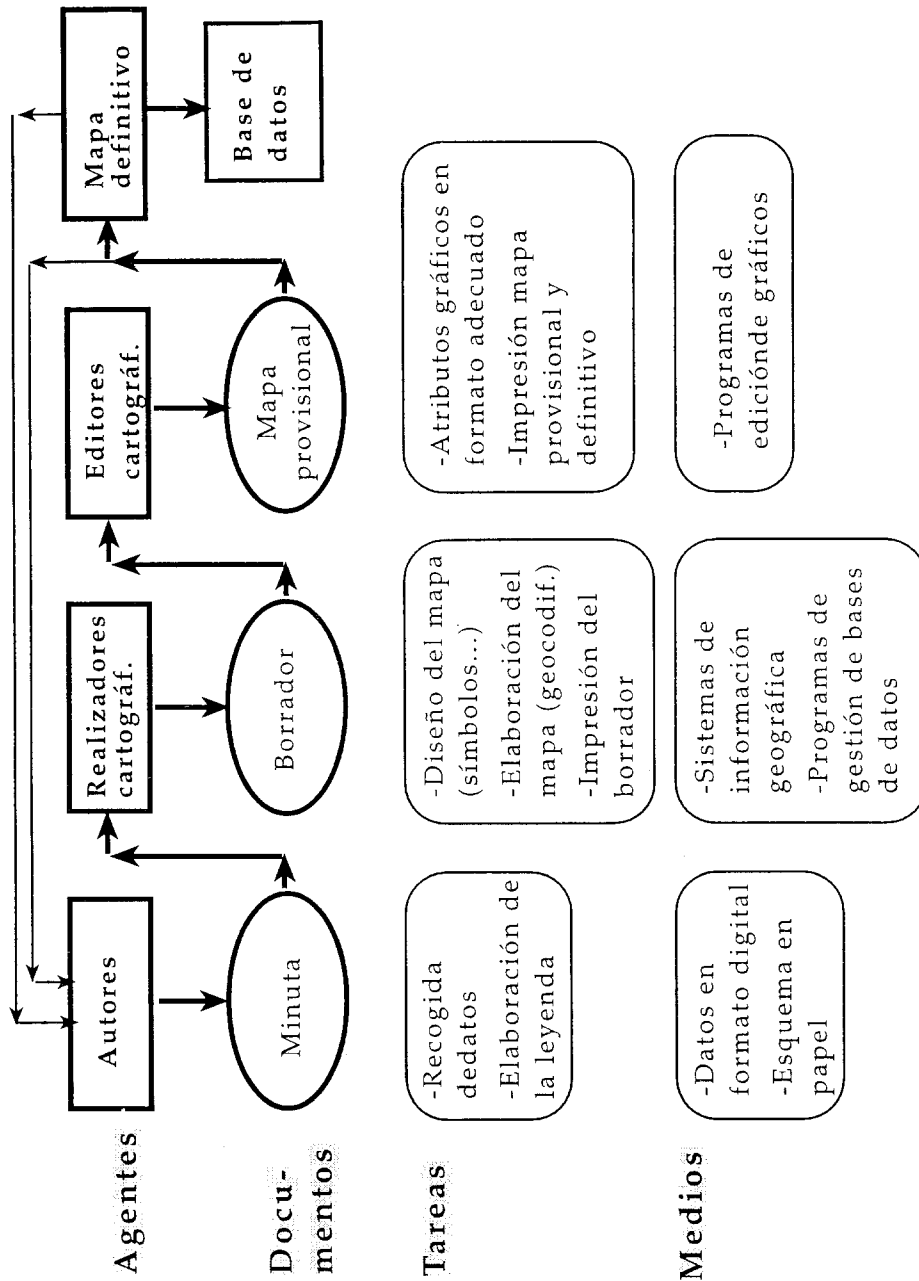 Agentes
Autores
Realizadores
cartográf.
Editores
cartográf.
Mapa
definitivo
Docu-
mentos
Minuta
Borrador
Mapa
provisional
Base de
datos
Tareas
-Recogida
dedatos
-Elaboración de
la leyenda
-Diseño del mapa
(símbolos...)
-Elaboración del
mapa (geocodif.)
-Impresión del
borrador
-Atributos gráficos en
formato adecuado
-Impresión mapa
provisional y
definitivo
Medios
-Datos en
formato digital
-Esquema en
papel
-Sistemas de
información
geográfica
-Programas de
gestión de bases
de datos
-Programas de
ediciónde gráficos